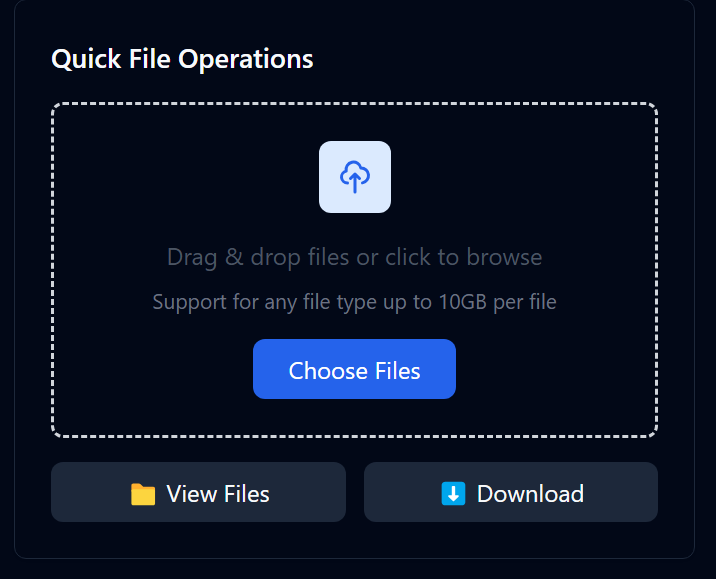 Quick File Operations
Drag & drop files or click to browse
Support for any file type up to 10GB per file
Choose Files
View Files
Download